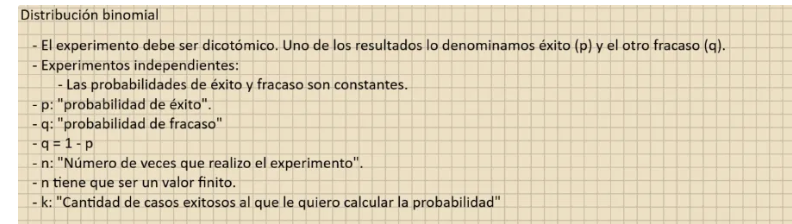 Distribución binomial
- El experimento debe ser dicotómico. Uno de los resultados lo denominamos éxito (p) y el otro fracaso (q).
- Experimentos independientes:
- Las probabilidades de éxito y fracaso son constantes.
- p: "probabilidad de éxito".
- q: "probabilidad de fracaso"
- q = 1 - p
- n: "Número de veces que realizo el experimento".
- n tiene que ser un valor finito.
- k: "Cantidad de casos exitosos al que le quiero calcular la probabilidad"